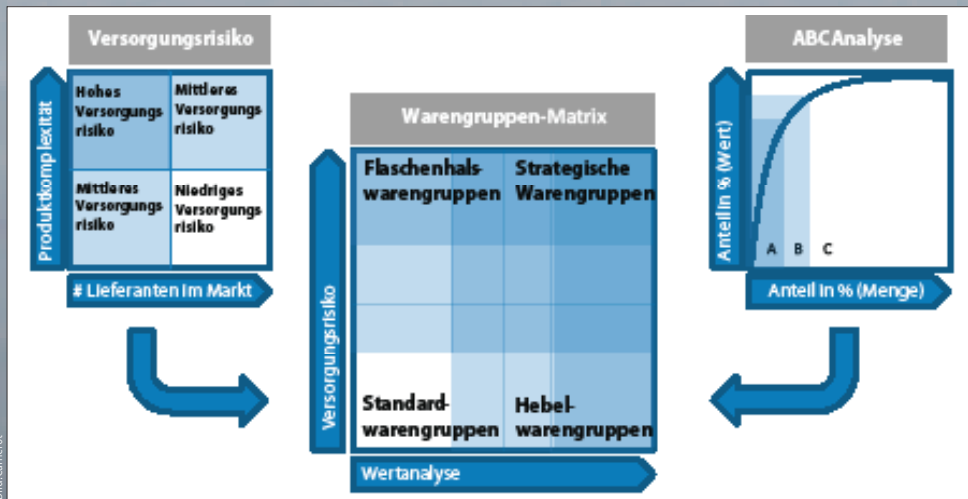 Versorgungsrisiko
Produktkomplexität
Hohes
Versorgungs
risiko
Mittleres
Versorgungs
risiko
Mittleres
Versorgungs
risiko
Niedriges
Versorgungs-
risiko
# Lieferanten im Markt
Warengruppen-Matrix
Versorgungsrisiko
Flaschenhals-
warengruppen
Strategische
Warengruppen
Standard-
warengruppen
Hebel-
warengruppen
Wertanalyse
ABC Analyse
Anteil in % (Wert)
A B C
Anteil in % (Menge)